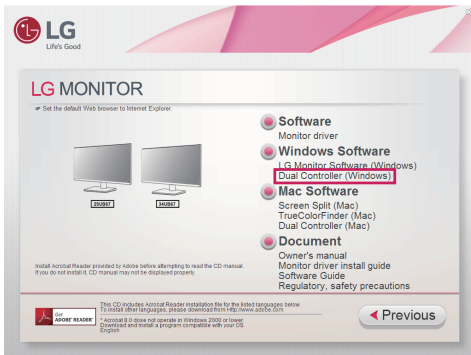 LG
Life's Good
LG MONITOR
☞ Set the default Web browser to Internet Explorer.
29UB67
34UB67
Software
Monitor driver
Windows Software
LG Monitor Software (Windows)
Dual Controller (Windows)
Mac Software
Screen Split (Mac)
TrueColorFinder (Mac)
Dual Controller (Mac)
Document
Owner's manual
Monitor driver install guide
Software Guide
Regulatory, safety precautions
Install Acrobat Reader provided by Adobe before attempting to read the CD manual.
If you do not install it, CD manual may not be displayed properly.
Get
ADOBE® READER®
This CD includes Acrobat Reader installation file for the listed languages below
To install other languages, please download from Http://www.adobe.com
* Acrobat 8.0 dose not operate in Windows 2000 or lower.
Download and install a program compatible with your OS.
English
Previous